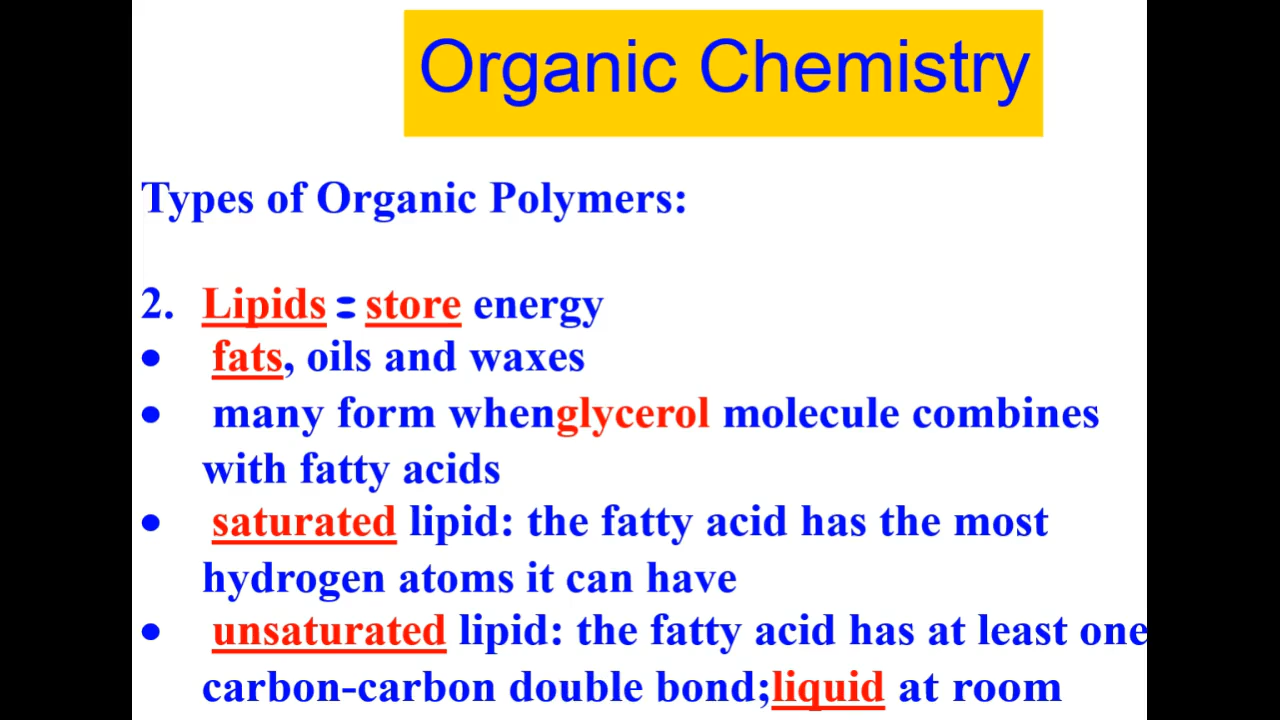 Organic Chemistry
Types of Organic Polymers:
2. Lipids = store energy
• fats, oils and waxes
• many form whenglycerol molecule combines
with fatty acids
• saturated lipid: the fatty acid has the most
hydrogen atoms it can have
• unsaturated lipid: the fatty acid has at least one
carbon-carbon double bond;liquid at room